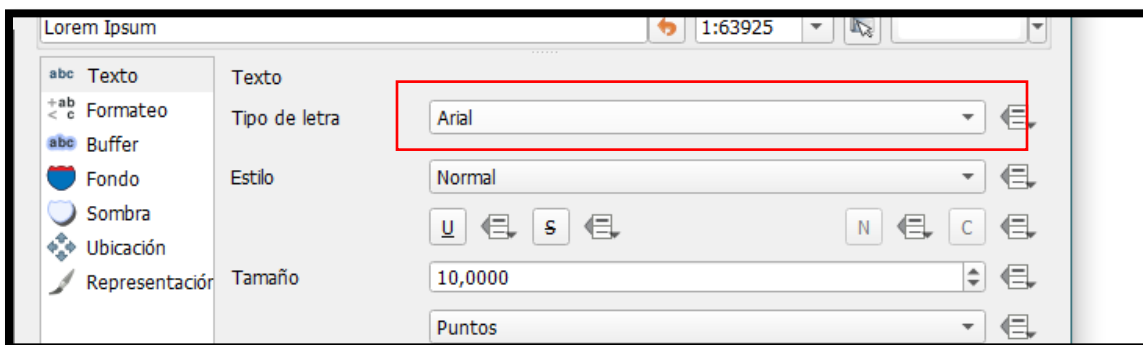 Lorem Ipsum 1:63925
abc Texto
Texto
+ab < c Formateo
Tipo de letra Arial
abc Buffer
Fondo
Estilo Normal
Sombra
U S N C
Ubicación
Representación
Tamaño 10,0000
Puntos